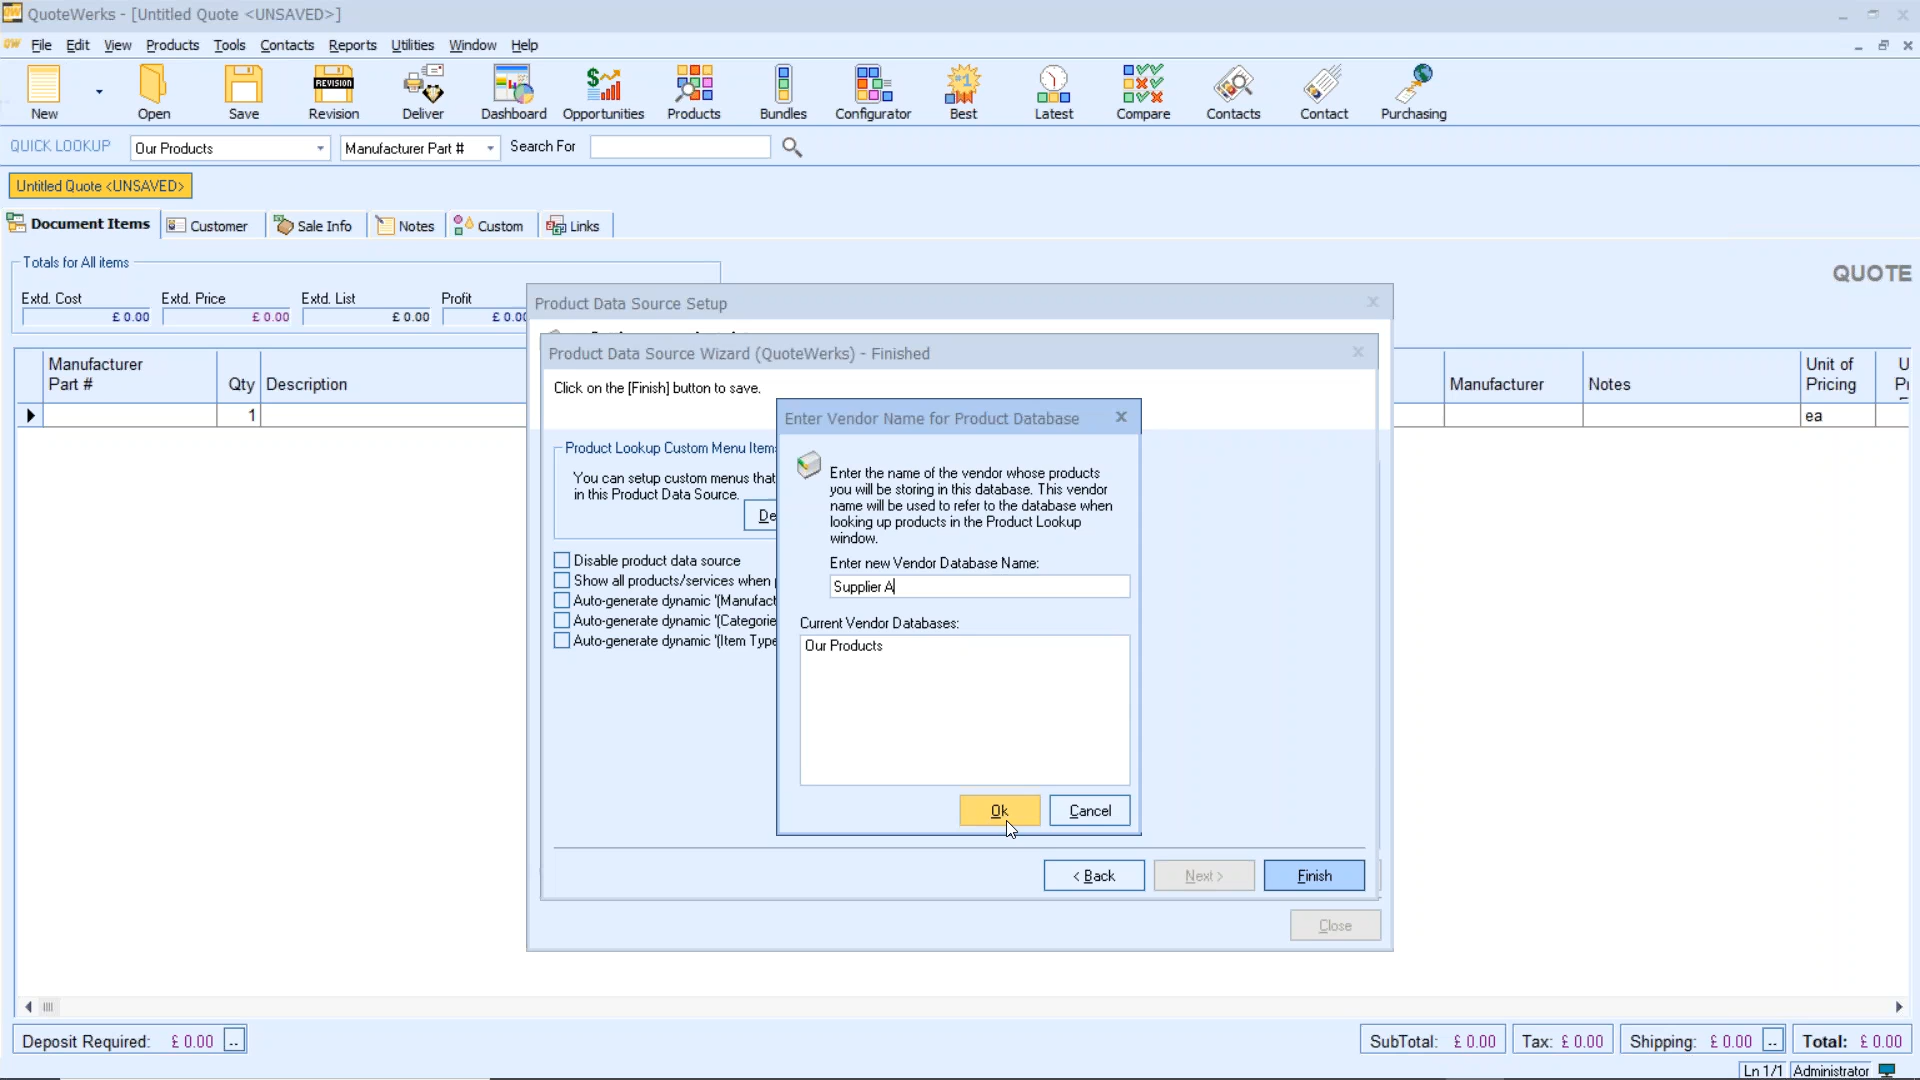 QuoteWerks - [Untitled Quote <UNSAVED>]
File Edit View Products Tools Contacts Reports Utilities Window Help
REVISION
New Open Save Revision Deliver Dashboard Opportunities Products Bundles Configurator Best Latest Compare Contacts Contact Purchasing
QUICK LOOKUP Our Products Manufacturer Part # Search For
Untitled Quote <UNSAVED>
Document Items Customer Sale Info Notes Custom Links
Totals for All items
QUOTE
Extd. Cost Extd. Price Extd. List Profit
£ 0.00 £ 0.00 £ 0.00 £ 0.00
Manufacturer Part # Qty Description Manufacturer Notes Unit of Pricing
1 ea
Product Data Source Setup
Product Data Source Wizard (QuoteWerks) - Finished
Click on the [Finish] button to save.
Product Lookup Custom Menu Items
You can setup custom menus that
in this Product Data Source.
De
Disable product data source
Show all products/services when
Auto-generate dynamic '(Manufact
Auto-generate dynamic '(Categorie
Auto-generate dynamic '(Item Type
Enter Vendor Name for Product Database
Enter the name of the vendor whose products
you will be storing in this database. This vendor
name will be used to refer to the database when
looking up products in the Product Lookup
window.
Enter new Vendor Database Name:
Supplier A
Current Vendor Databases:
Our Products
Ok Cancel
< Back Next > Finish
Close
Deposit Required: £ 0.00 .. SubTotal: £ 0.00 Tax: £ 0.00 Shipping: £ 0.00 .. Total: £ 0.00
Ln 1/1 Administrator